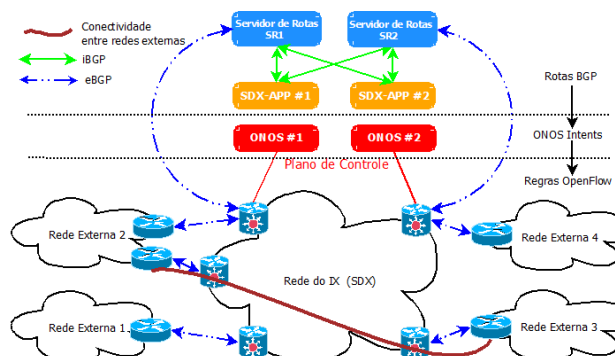 Conectividade
entre redes externas
iBGP
eBGP
Servidor de Rotas
SR1
Servidor de Rotas
SR2
SDX-APP #1
SDX-APP #2
Rotas BGP
ONOS #1
ONOS #2
ONOS Intents
Plano de Controle
Regras OpenFlow
Rede Externa 2
Rede Externa 4
Rede do IX (SDX)
Rede Externa 1
Rede Externa 3